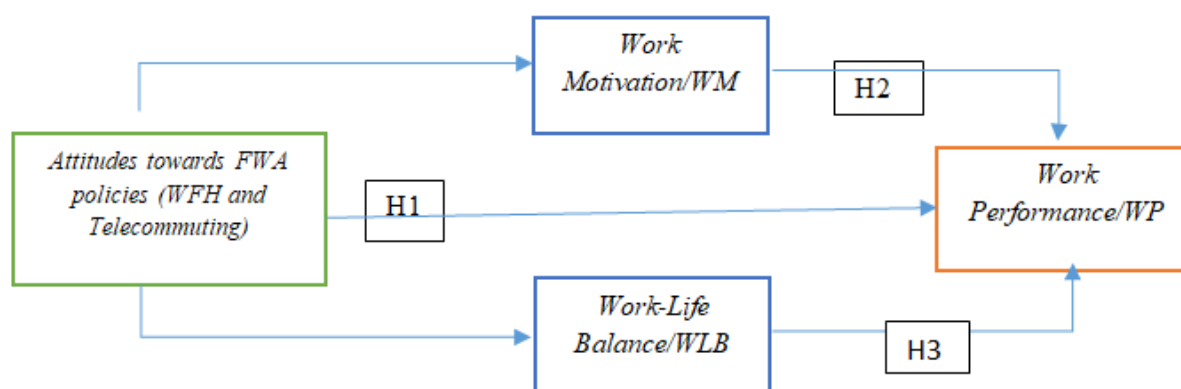 Work
Motivation/WM
H2
Attitudes towards FWA
policies (WFH and
Telecommuting)
H1
Work
Performance/WP
Work-Life
Balance/WLB
H3